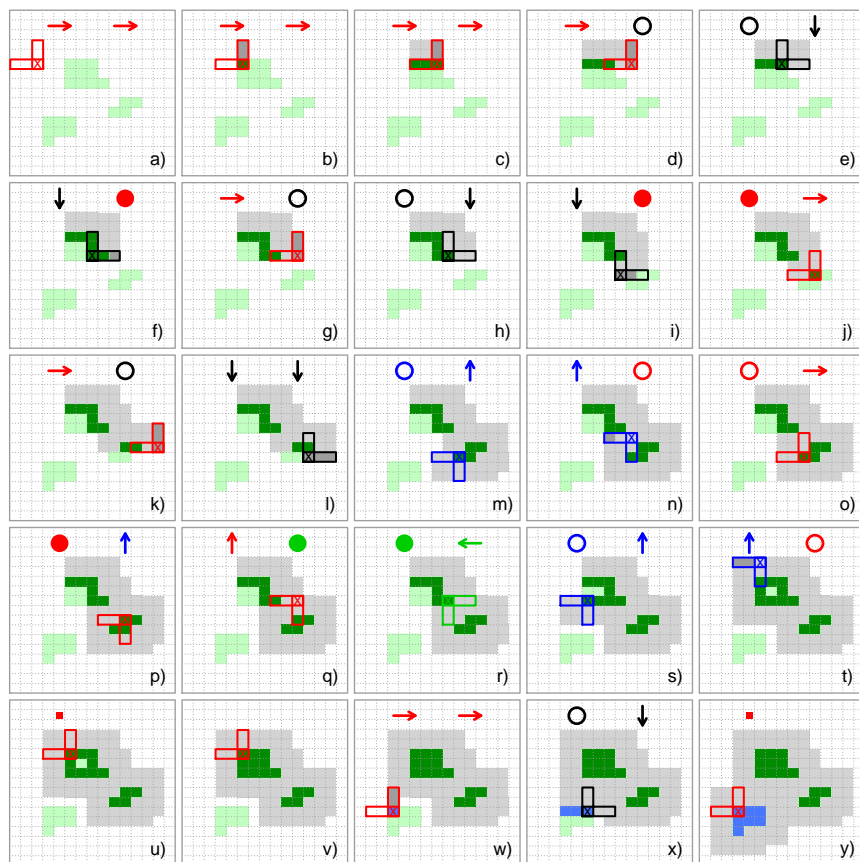 a) b) c) d) e)
f) g) h) i) j)
k) l) m) n) o)
p) q) r) s) t)
u) v) w) x) y)